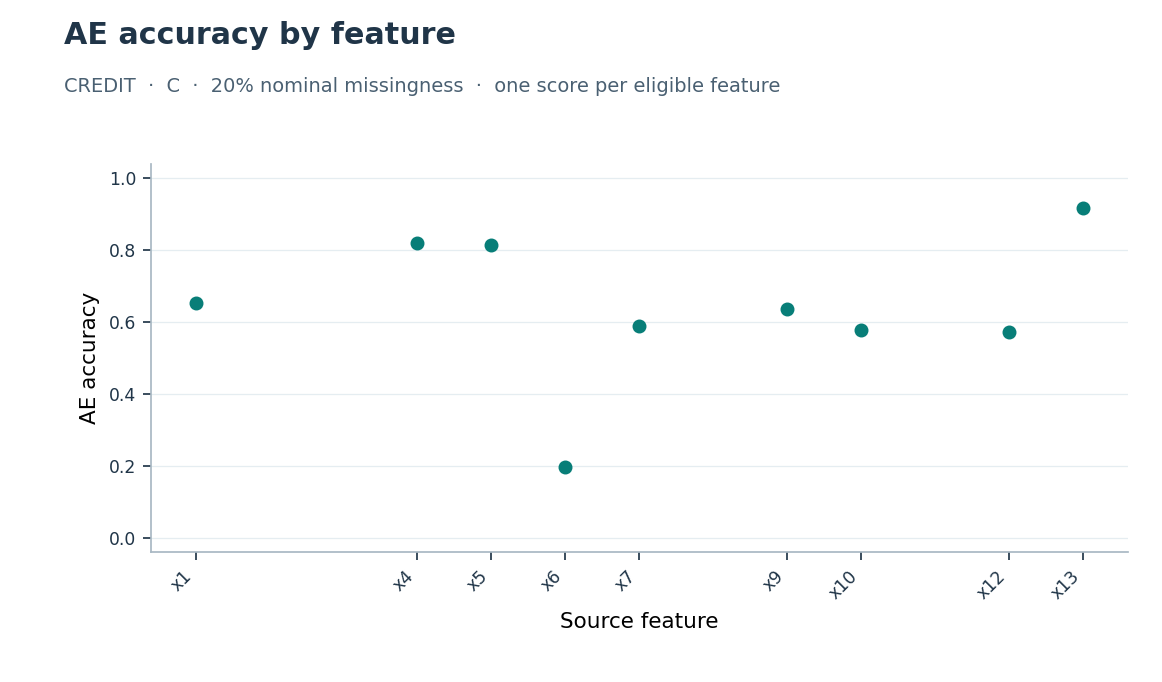 AE accuracy by feature
CREDIT · C · 20% nominal missingness · one score per eligible feature
AE accuracy
1.0
0.8
0.6
0.4
0.2
0.0
x1 x4 x5 x6 x7 x9 x10 x12 x13
Source feature